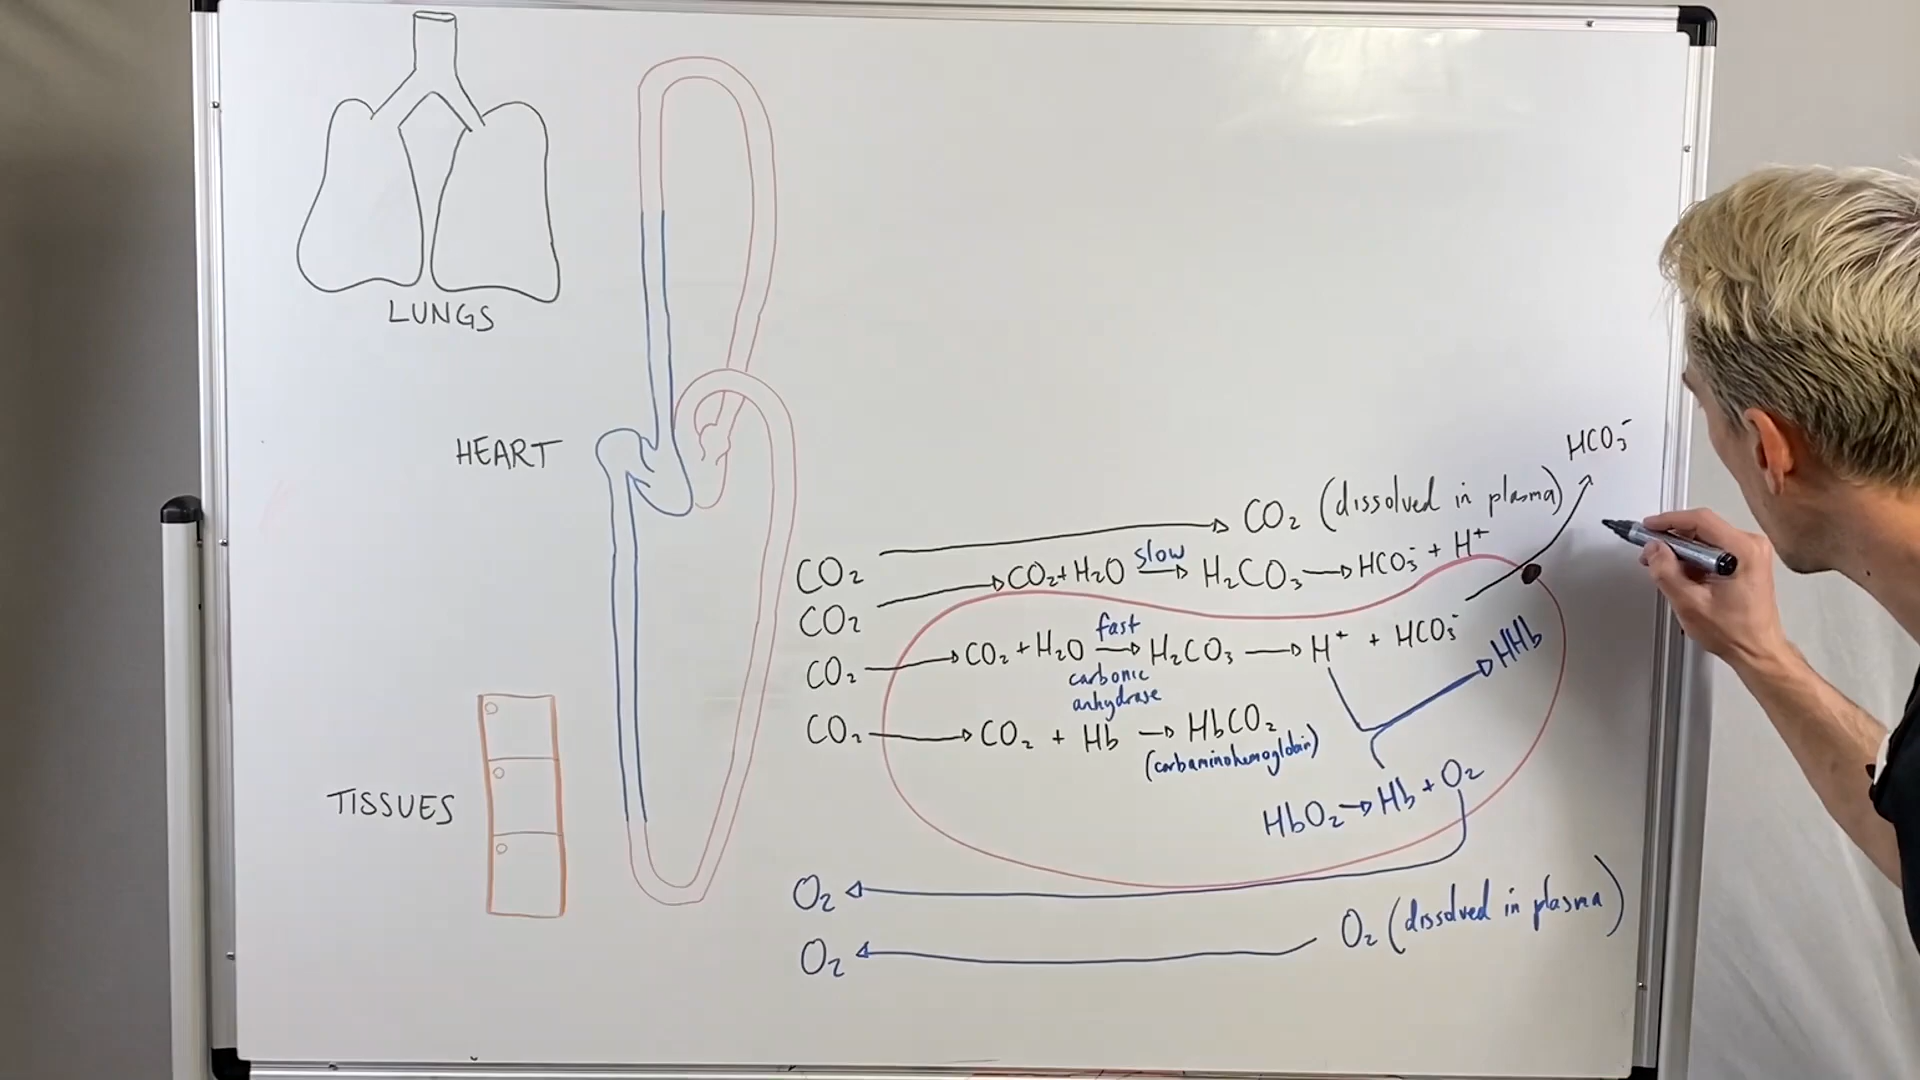 LUNGS
HEART
TISSUES
HCO₃⁻
CO₂ → CO₂ (dissolved in plasma)
CO₂ → CO₂ + H₂O slow → H₂CO₃ → HCO₃⁻ + H⁺
CO₂ → CO₂ + H₂O fast → H₂CO₃ → H⁺ + HCO₃⁻
carbonic
anhydrase
HHb
CO₂ → CO₂ + Hb → HbCO₂
(carbaminohemoglobin)
HbO₂ → Hb + O₂
O₂
O₂ ← O₂ (dissolved in plasma)